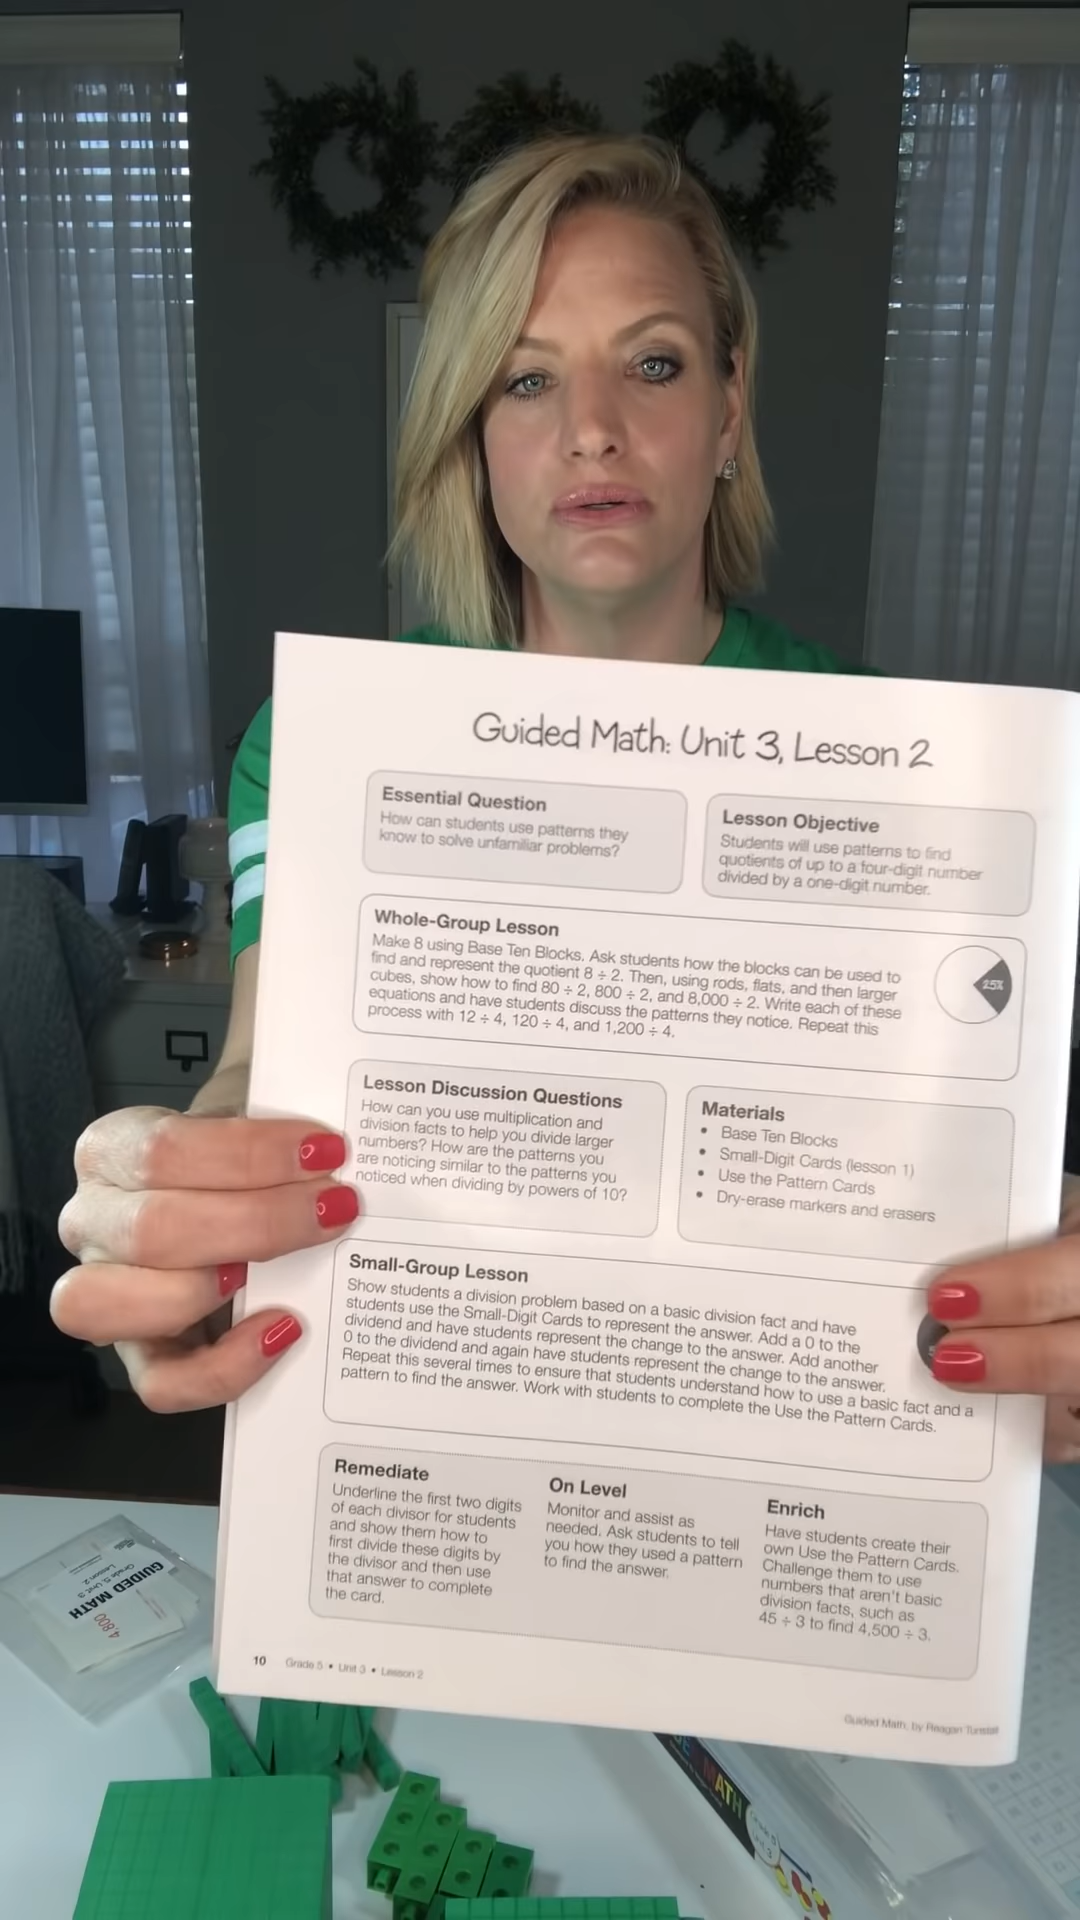 Guided Math: Unit 3, Lesson 2
Essential Question
How can students use patterns they
know to solve unfamiliar problems?
Lesson Objective
Students will use patterns to find
quotients of up to a four-digit number
divided by a one-digit number.
Whole-Group Lesson
Make 8 using Base Ten Blocks. Ask students how the blocks can be used to
find and represent the quotient 8 ÷ 2. Then, using rods, flats, and then larger
cubes, show how to find 80 ÷ 2, 800 ÷ 2, and 8,000 ÷ 2. Write each of these
equations and have students discuss the patterns they notice. Repeat this
process with 12 ÷ 4, 120 ÷ 4, and 1,200 ÷ 4.
25%
Lesson Discussion Questions
How can you use multiplication and
division facts to help you divide larger
numbers? How are the patterns you
are noticing similar to the patterns you
noticed when dividing by powers of 10?
Materials
• Base Ten Blocks
• Small-Digit Cards (lesson 1)
• Use the Pattern Cards
• Dry-erase markers and erasers
Small-Group Lesson
Show students a division problem based on a basic division fact and have
students use the Small-Digit Cards to represent the answer. Add a 0 to the
dividend and have students represent the change to the answer. Add another
0 to the dividend and again have students represent the change to the answer.
Repeat this several times to ensure that students understand how to use a basic fact and a
pattern to find the answer. Work with students to complete the Use the Pattern Cards.
Remediate
Underline the first two digits
of each divisor for students
and show them how to
first divide these digits by
the divisor and then use
that answer to complete
the card.
On Level
Monitor and assist as
needed. Ask students to tell
you how they used a pattern
to find the answer.
Enrich
Have students create their
own Use the Pattern Cards.
Challenge them to use
numbers that aren't basic
division facts, such as
45 ÷ 3 to find 4,500 ÷ 3.
10 Grade 5 • Unit 3 • Lesson 2
Guided Math, by Reagan Tunstall
GUIDED MATH
Grade 5, Unit 3
Lesson 2
4,800
MATH
Grade 5
Unit 3